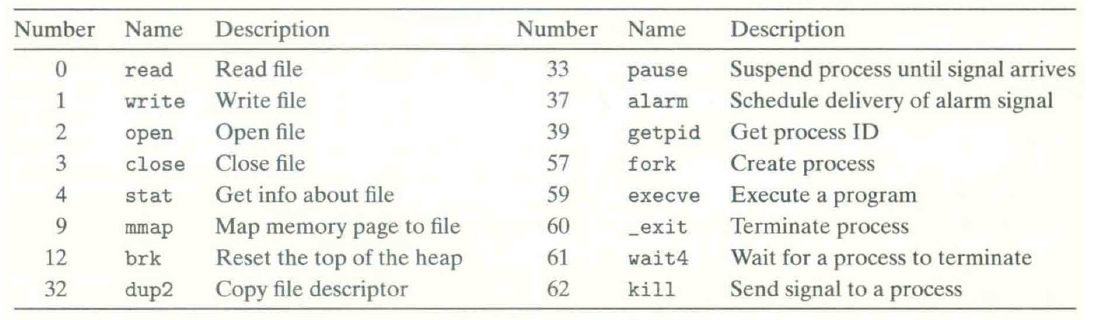 Number Name Description Number Name Description
0 read Read file 33 pause Suspend process until signal arrives
1 write Write file 37 alarm Schedule delivery of alarm signal
2 open Open file 39 getpid Get process ID
3 close Close file 57 fork Create process
4 stat Get info about file 59 execve Execute a program
9 mmap Map memory page to file 60 _exit Terminate process
12 brk Reset the top of the heap 61 wait4 Wait for a process to terminate
32 dup2 Copy file descriptor 62 kill Send signal to a process